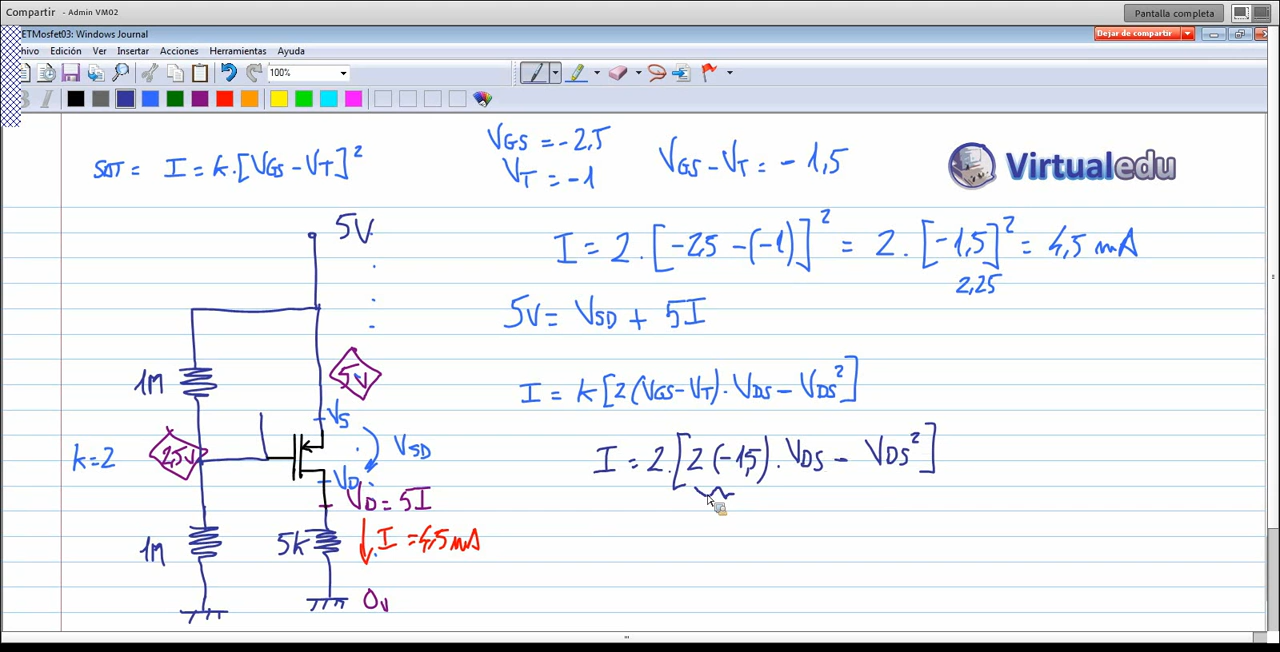 Compartir - Admin VM02
Pantalla completa
ETMosfet03: Windows Journal
Dejar de compartir
hivo Edición Ver Insertar Acciones Herramientas Ayuda
100%
SAT = I = k.[VGS-VT]²
VGS = -2,5
VT = -1
VGS-VT = -1,5
Virtualedu
5V
I = 2.[-2,5-(-1)]² = 2.[-1,5]² = 4,5 mA
2,25
5V = VSD + 5I
1M
5V
I = k[2(VGS-VT).VDS-VDS²]
VS
k=2
2,5V
VSD
I = 2.[2(-1,5).VDS-VDS²]
VD
VD = 5I
1M
5k
I = 4,5mA
0V